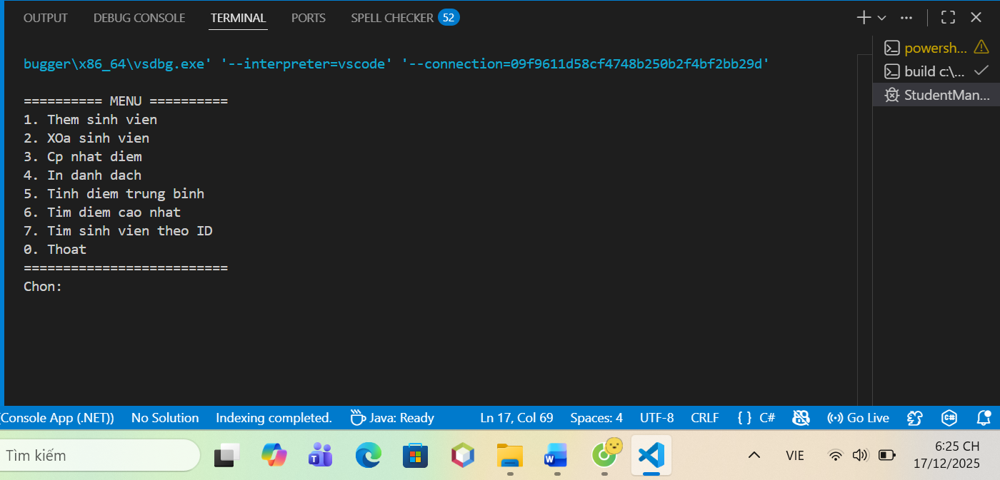 OUTPUT DEBUG CONSOLE TERMINAL PORTS SPELL CHECKER 52
bugger\x86_64\vsdbg.exe' '--interpreter=vscode' '--connection=09f9611d58cf4748b250b2f4bf2bb29d'
powersh...
build c:\...
StudentMan...
========== MENU ==========
1. Them sinh vien
2. XOa sinh vien
3. Cp nhat diem
4. In danh dach
5. Tinh diem trung binh
6. Tim diem cao nhat
7. Tim sinh vien theo ID
0. Thoat
==========================
Chon:
(Console App (.NET)) No Solution Indexing completed. Java: Ready Ln 17, Col 69 Spaces: 4 UTF-8 CRLF { } C# Go Live C#
Tìm kiếm T W VIE 6:25 CH
17/12/2025